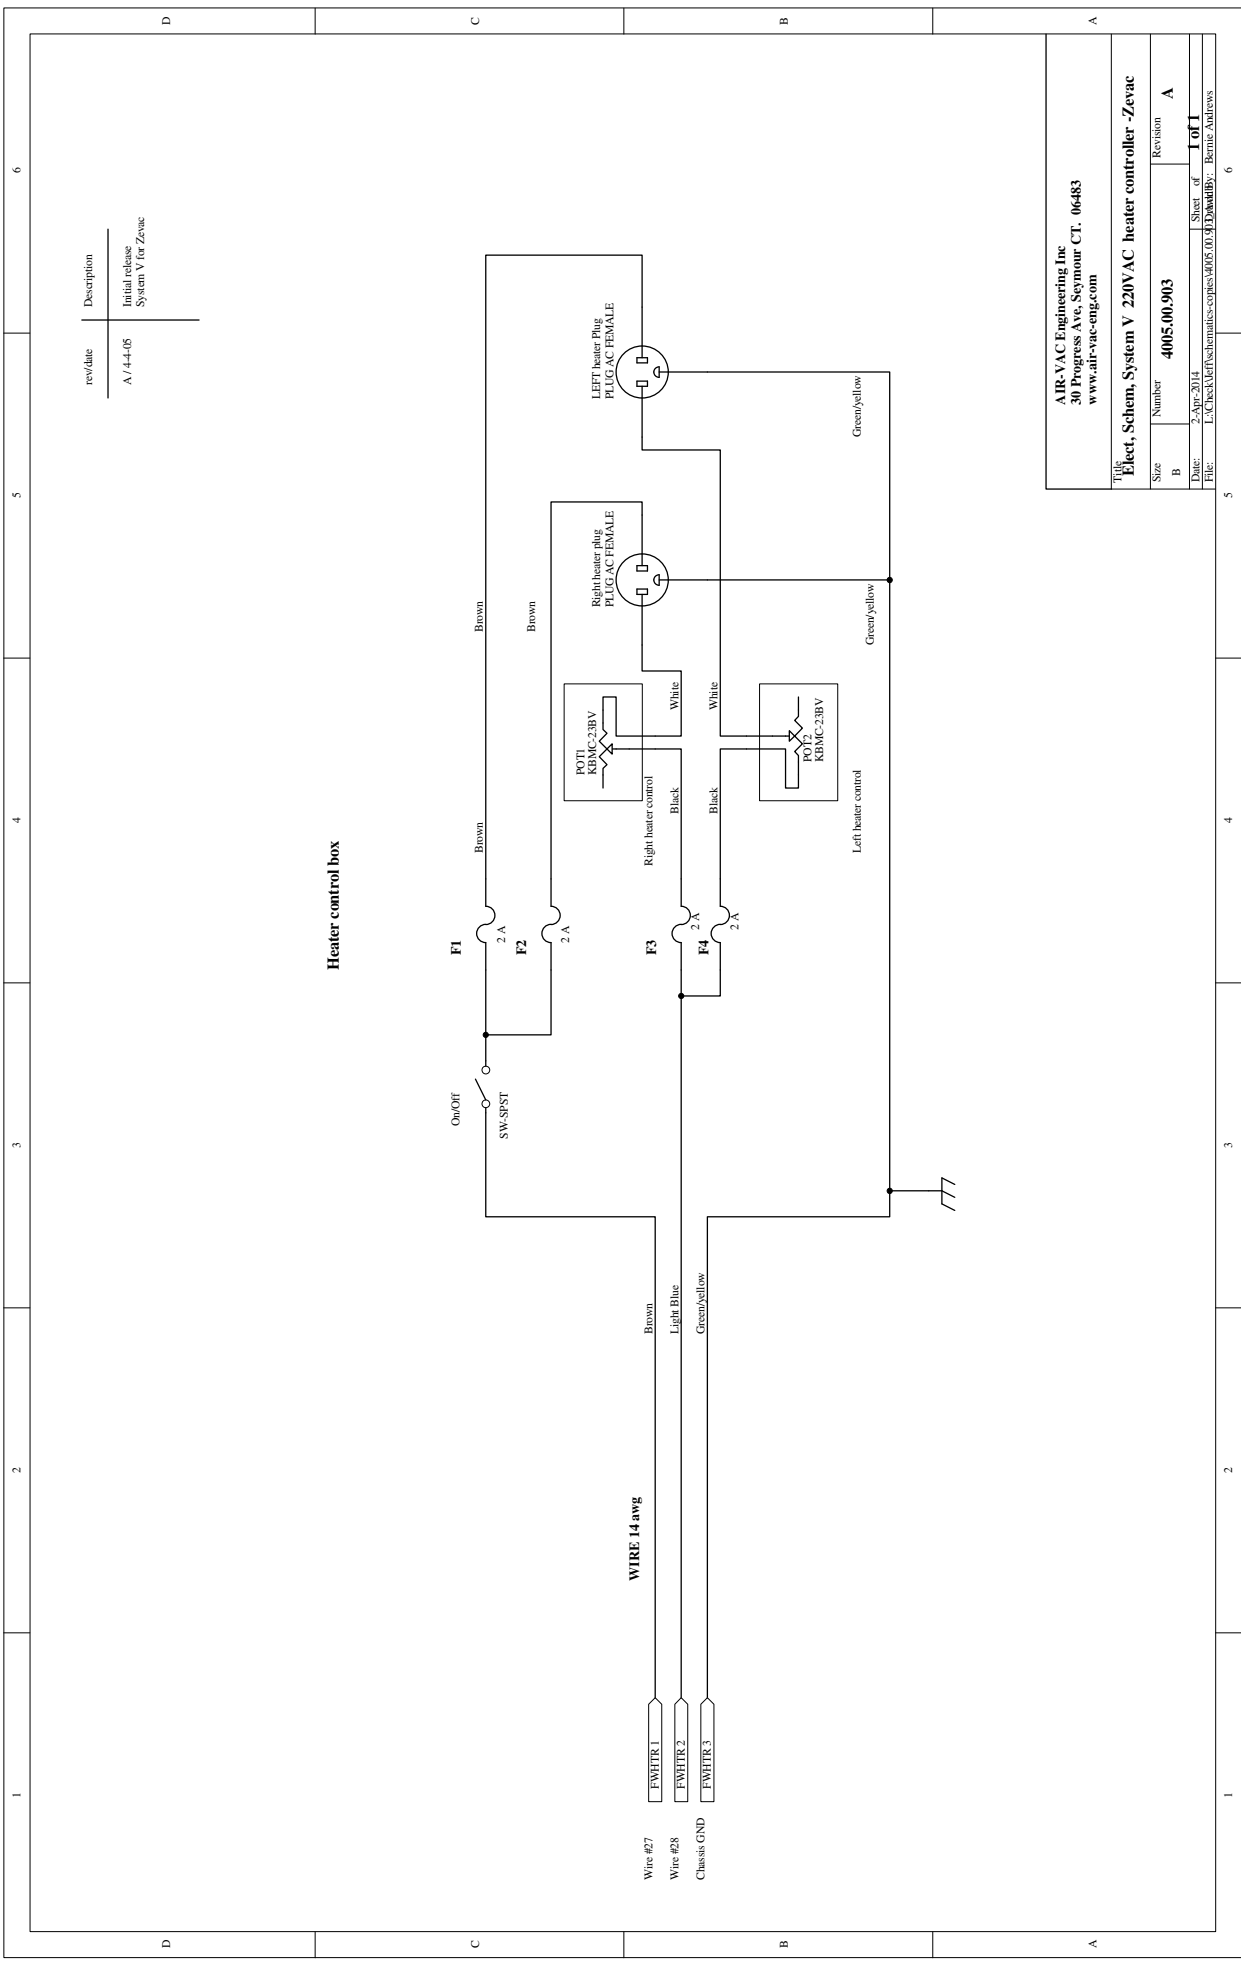 1
2
3
4
5
6
D
C
B
A
rev/date
Description
A / 4-4-05
Initial release
System V for Zevac
Heater control box
On/Off
SW-SPST
F1
2 A
F2
2 A
F3
2 A
F4
2 A
Brown
Brown
Brown
POT1
KBMC-23BV
Right heater control
Black
White
Black
White
POT2
KBMC-23BV
Left heater control
Right heater plug
PLUG AC FEMALE
LEFT heater Plug
PLUG AC FEMALE
Green/yellow
Green/yellow
WIRE 14 awg
Brown
Light Blue
Green/yellow
Wire #27
FWHTR 1
Wire #28
FWHTR 2
Chassis GND
FWHTR 3
AIR-VAC Engineering Inc
30 Progress Ave, Seymour CT. 06483
www.air-vac-eng.com
Title
Elect, Schem, System V 220VAC heater controller -Zevac
Size
B
Number
4005.00.903
Revision
A
Date:
2-Apr-2014
Sheet of
1 of 1
File:
Bernie Andrews
1
2
3
4
5
6
D
C
B
A